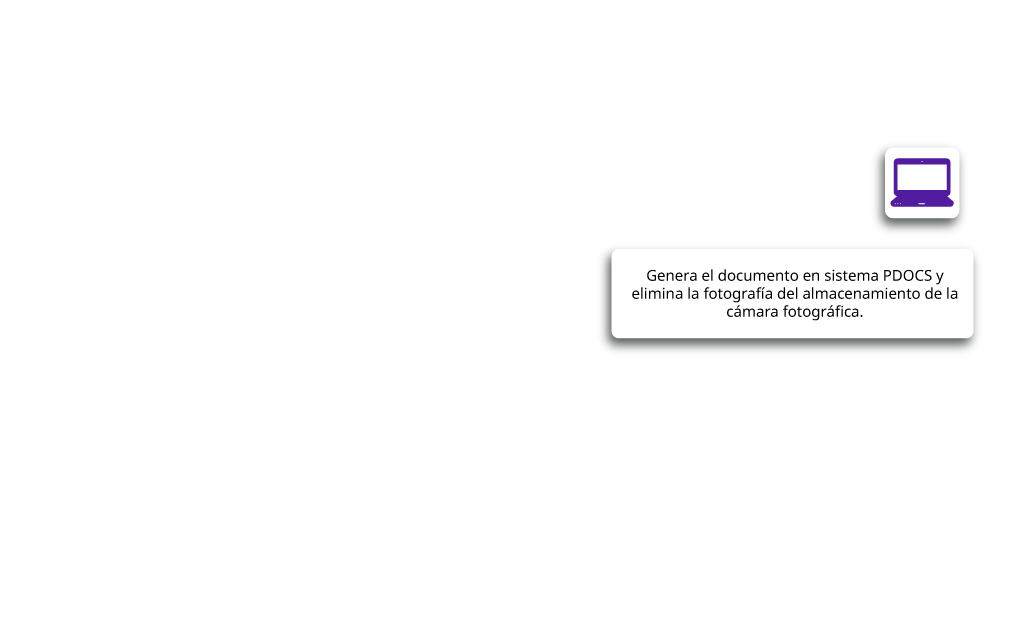 Genera el documento en sistema PDOCS y
elimina la fotografía del almacenamiento de la
cámara fotográfica.